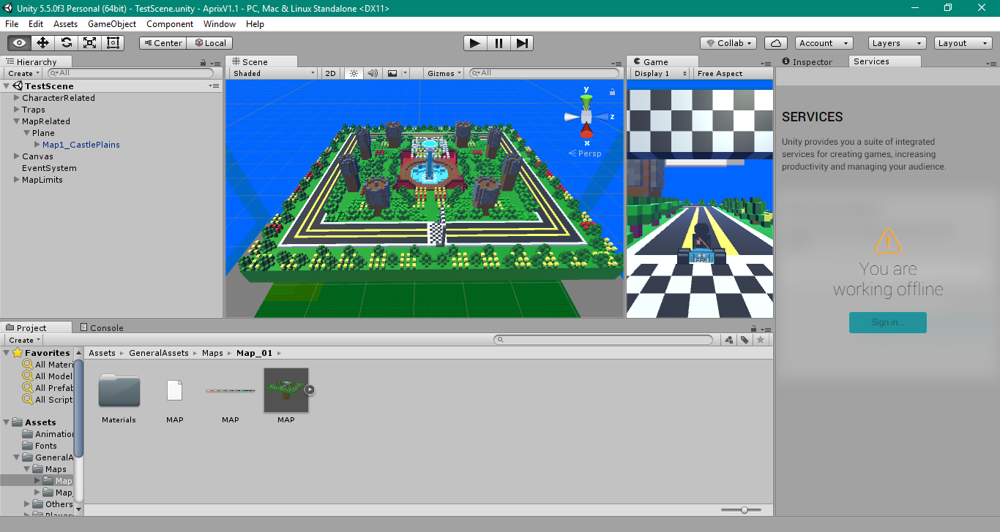 Unity 5.5.0f3 Personal (64bit) - TestScene.unity - AprixV1.1 - PC, Mac & Linux Standalone <DX11>
File Edit Assets GameObject Component Window Help
Center Local Collab Account Layers Layout
Hierarchy
Create All
TestScene
CharacterRelated
Traps
MapRelated
Plane
Map1_CastlePlains
Canvas
EventSystem
MapLimits
Scene
Shaded 2D Gizmos All
y
z
x
Persp
Game
Display 1 Free Aspect
Inspector Services
SERVICES
Unity provides you a suite of integrated
services for creating games, increasing
productivity and managing your audience.
You are
working offline
Sign in...
Project Console
Create
Favorites
All Materi
All Model
All Prefab
All Script
Assets
Animatio
Fonts
GeneralA
Maps
Map_
Map_
Others
Assets GeneralAssets Maps Map_01
Materials MAP MAP MAP